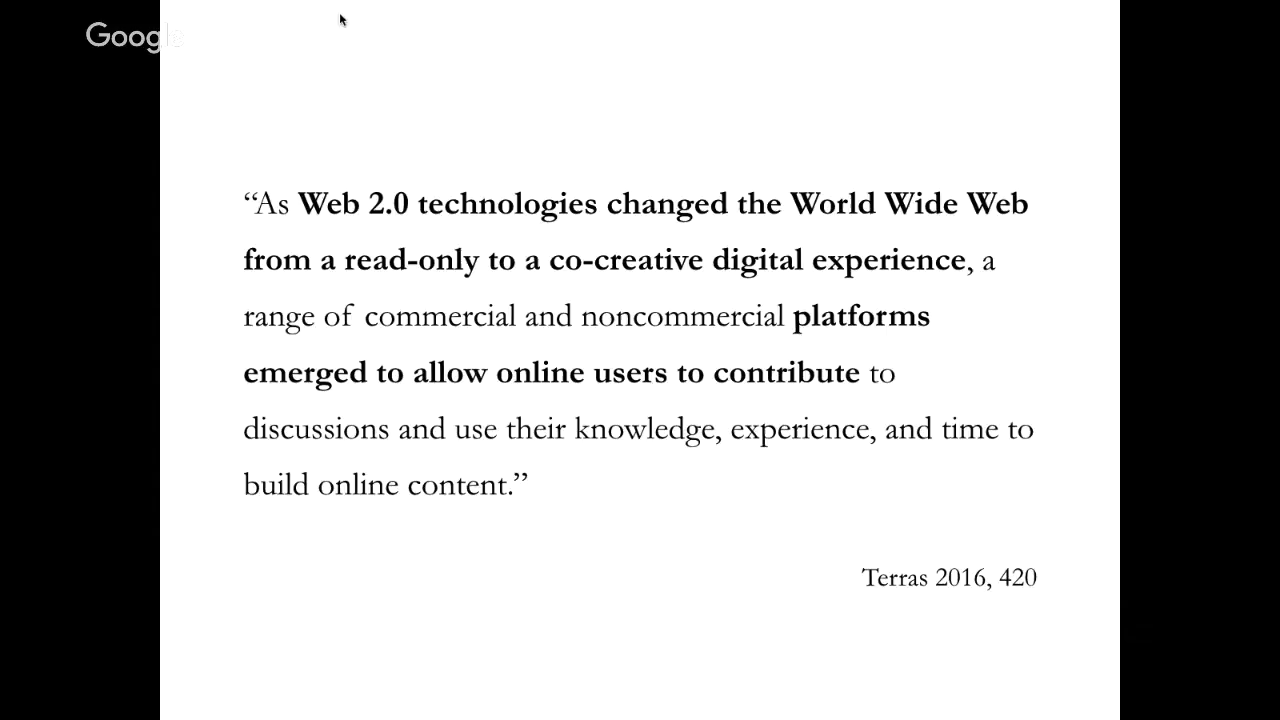 Google
“As Web 2.0 technologies changed the World Wide Web
from a read-only to a co-creative digital experience, a
range of commercial and noncommercial platforms
emerged to allow online users to contribute to
discussions and use their knowledge, experience, and time to
build online content.”
Terras 2016, 420